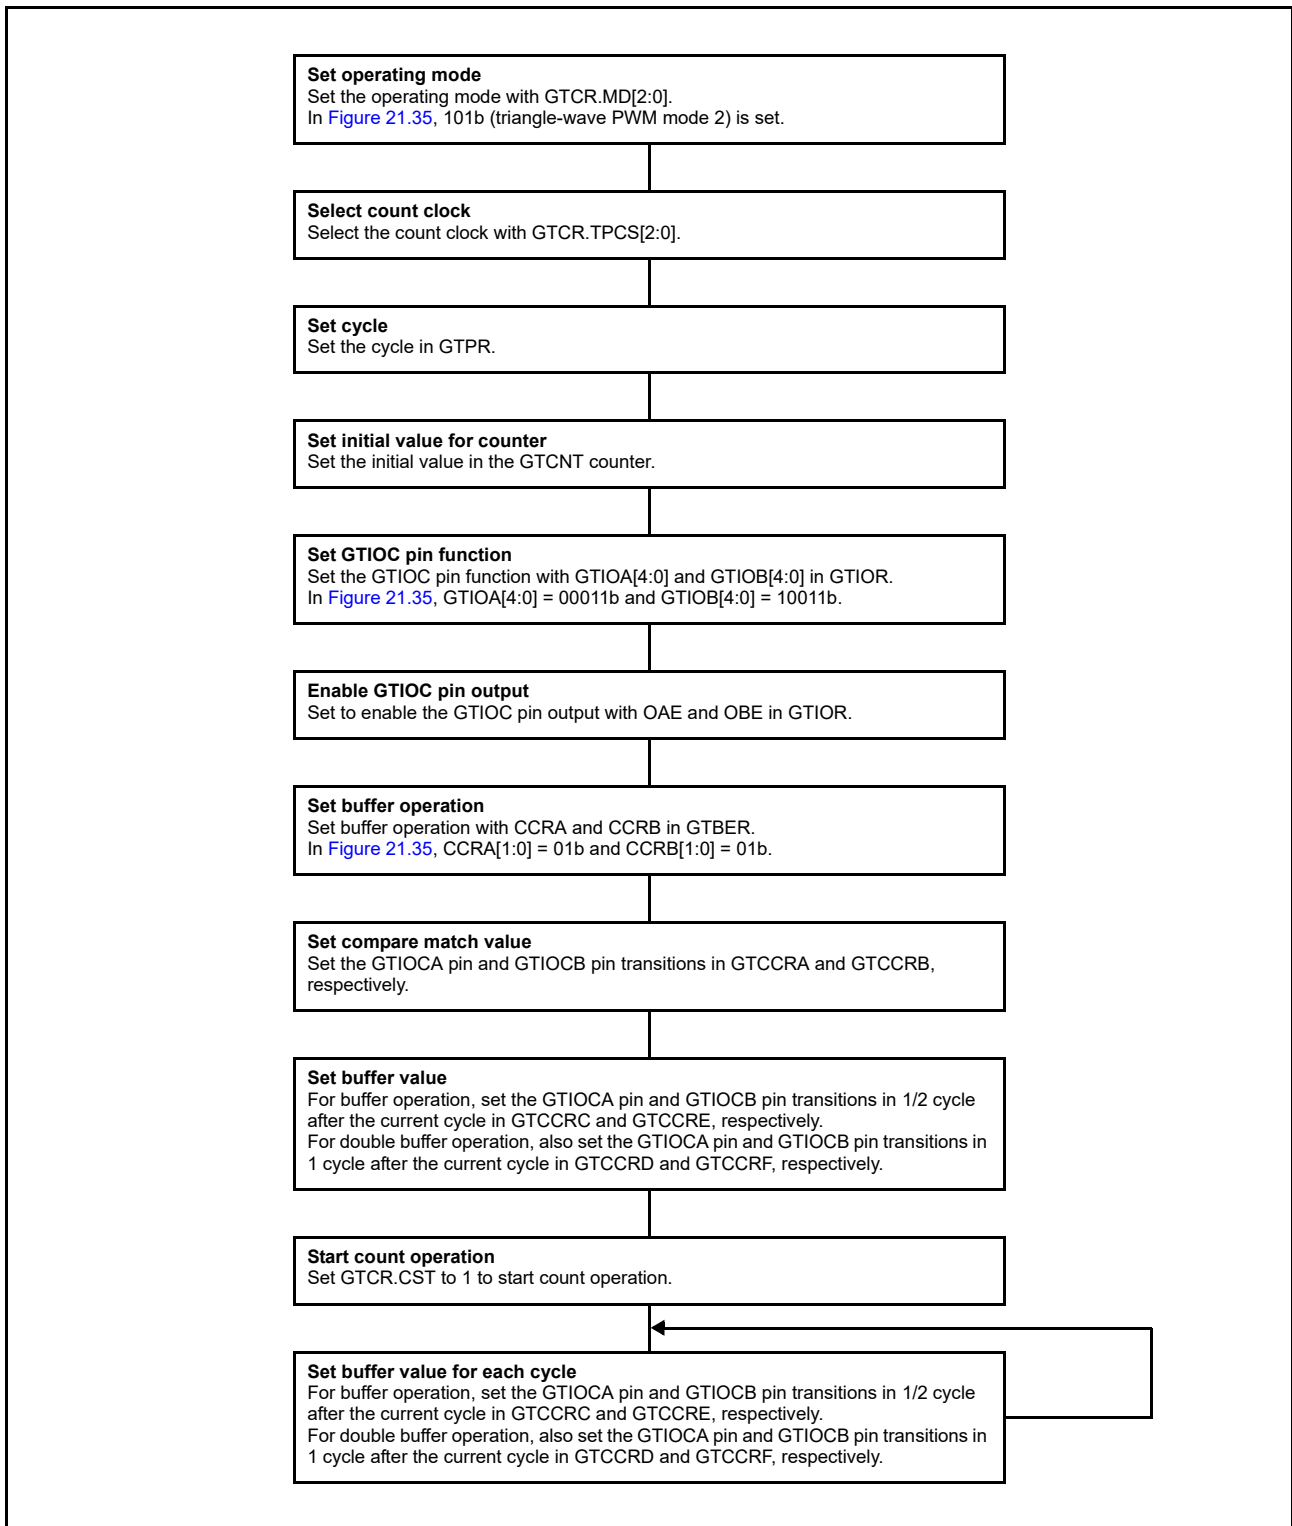 Set operating mode
Set the operating mode with GTCR.MD[2:0].
In Figure 21.35, 101b (triangle-wave PWM mode 2) is set.
Select count clock
Select the count clock with GTCR.TPCS[2:0].
Set cycle
Set the cycle in GTPR.
Set initial value for counter
Set the initial value in the GTCNT counter.
Set GTIOC pin function
Set the GTIOC pin function with GTIOA[4:0] and GTIOB[4:0] in GTIOR.
In Figure 21.35, GTIOA[4:0] = 00011b and GTIOB[4:0] = 10011b.
Enable GTIOC pin output
Set to enable the GTIOC pin output with OAE and OBE in GTIOR.
Set buffer operation
Set buffer operation with CCRA and CCRB in GTBER.
In Figure 21.35, CCRA[1:0] = 01b and CCRB[1:0] = 01b.
Set compare match value
Set the GTIOCA pin and GTIOCB pin transitions in GTCCRA and GTCCRB,
respectively.
Set buffer value
For buffer operation, set the GTIOCA pin and GTIOCB pin transitions in 1/2 cycle
after the current cycle in GTCCRC and GTCCRE, respectively.
For double buffer operation, also set the GTIOCA pin and GTIOCB pin transitions in
1 cycle after the current cycle in GTCCRD and GTCCRF, respectively.
Start count operation
Set GTCR.CST to 1 to start count operation.
Set buffer value for each cycle
For buffer operation, set the GTIOCA pin and GTIOCB pin transitions in 1/2 cycle
after the current cycle in GTCCRC and GTCCRE, respectively.
For double buffer operation, also set the GTIOCA pin and GTIOCB pin transitions in
1 cycle after the current cycle in GTCCRD and GTCCRF, respectively.